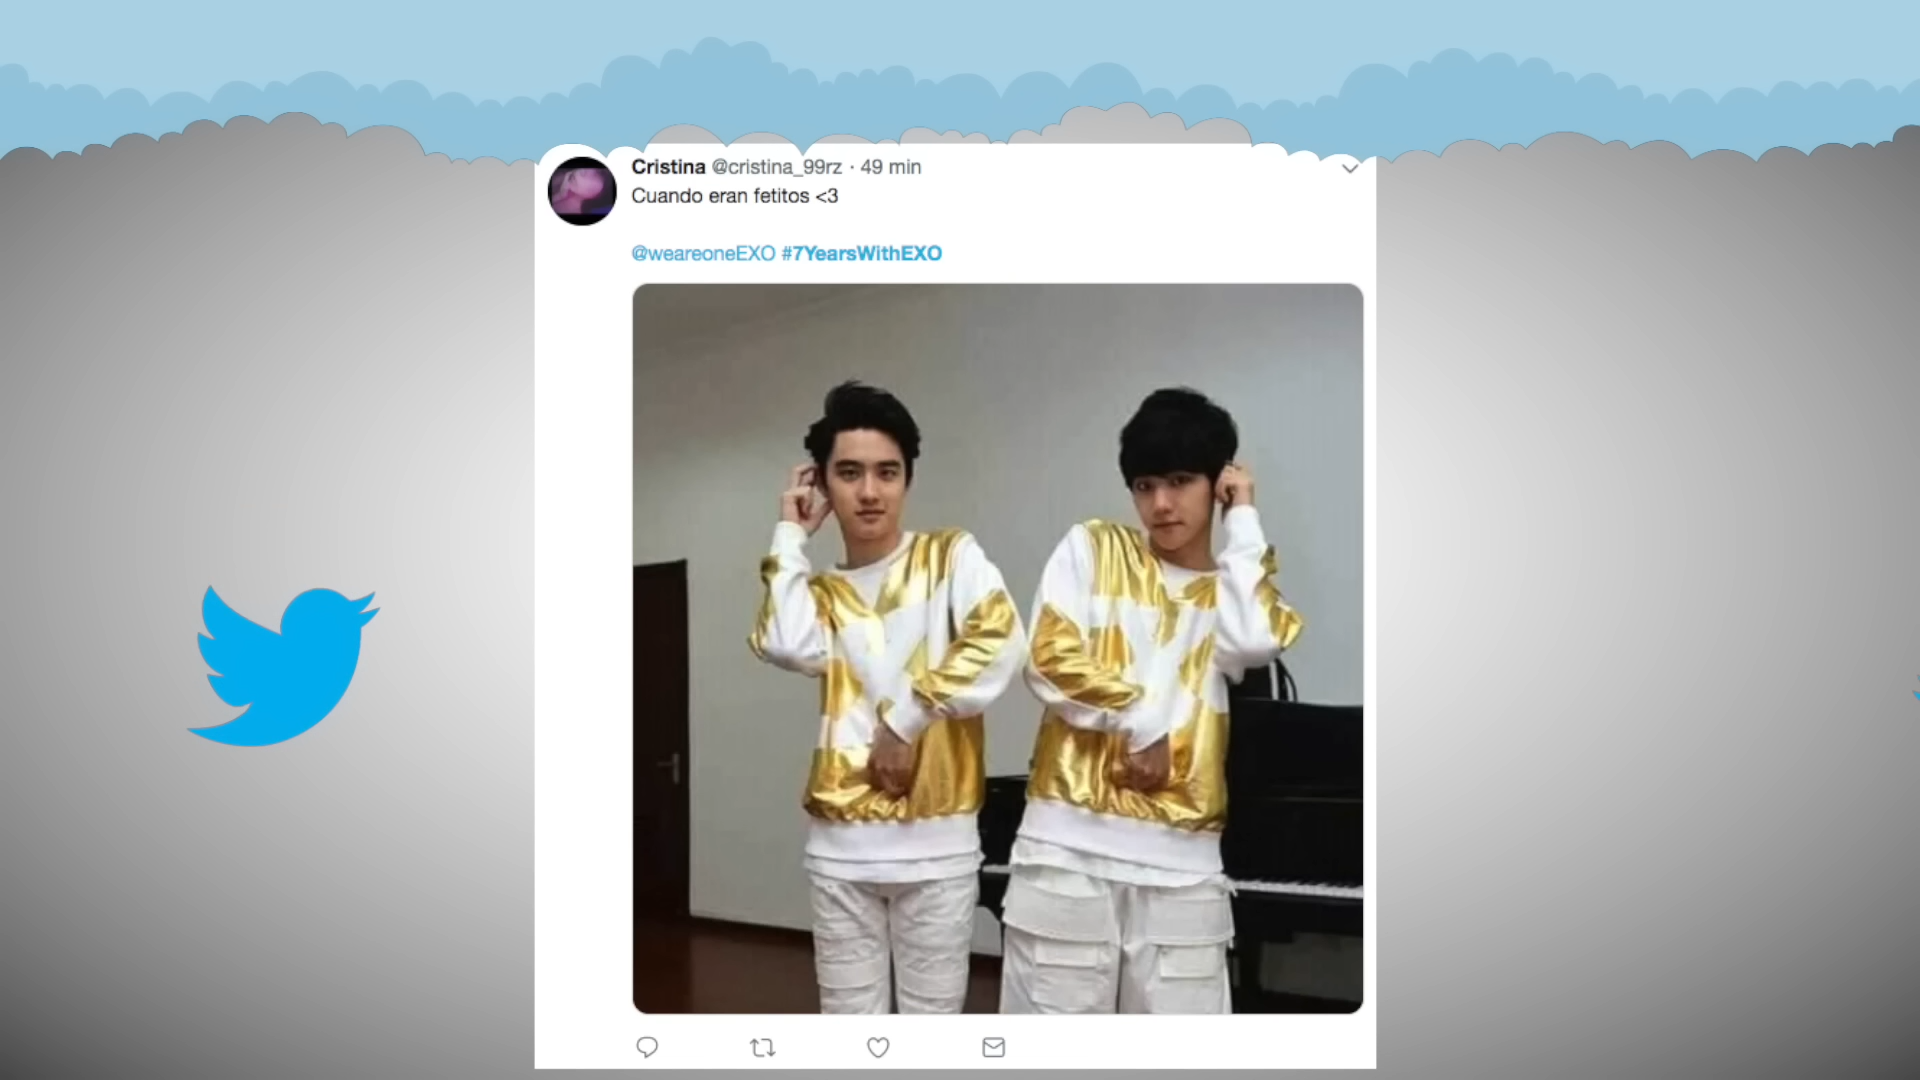 Cristina @cristina_99rz · 49 min
Cuando eran fetitos <3
@weareoneEXO #7YearsWithEXO